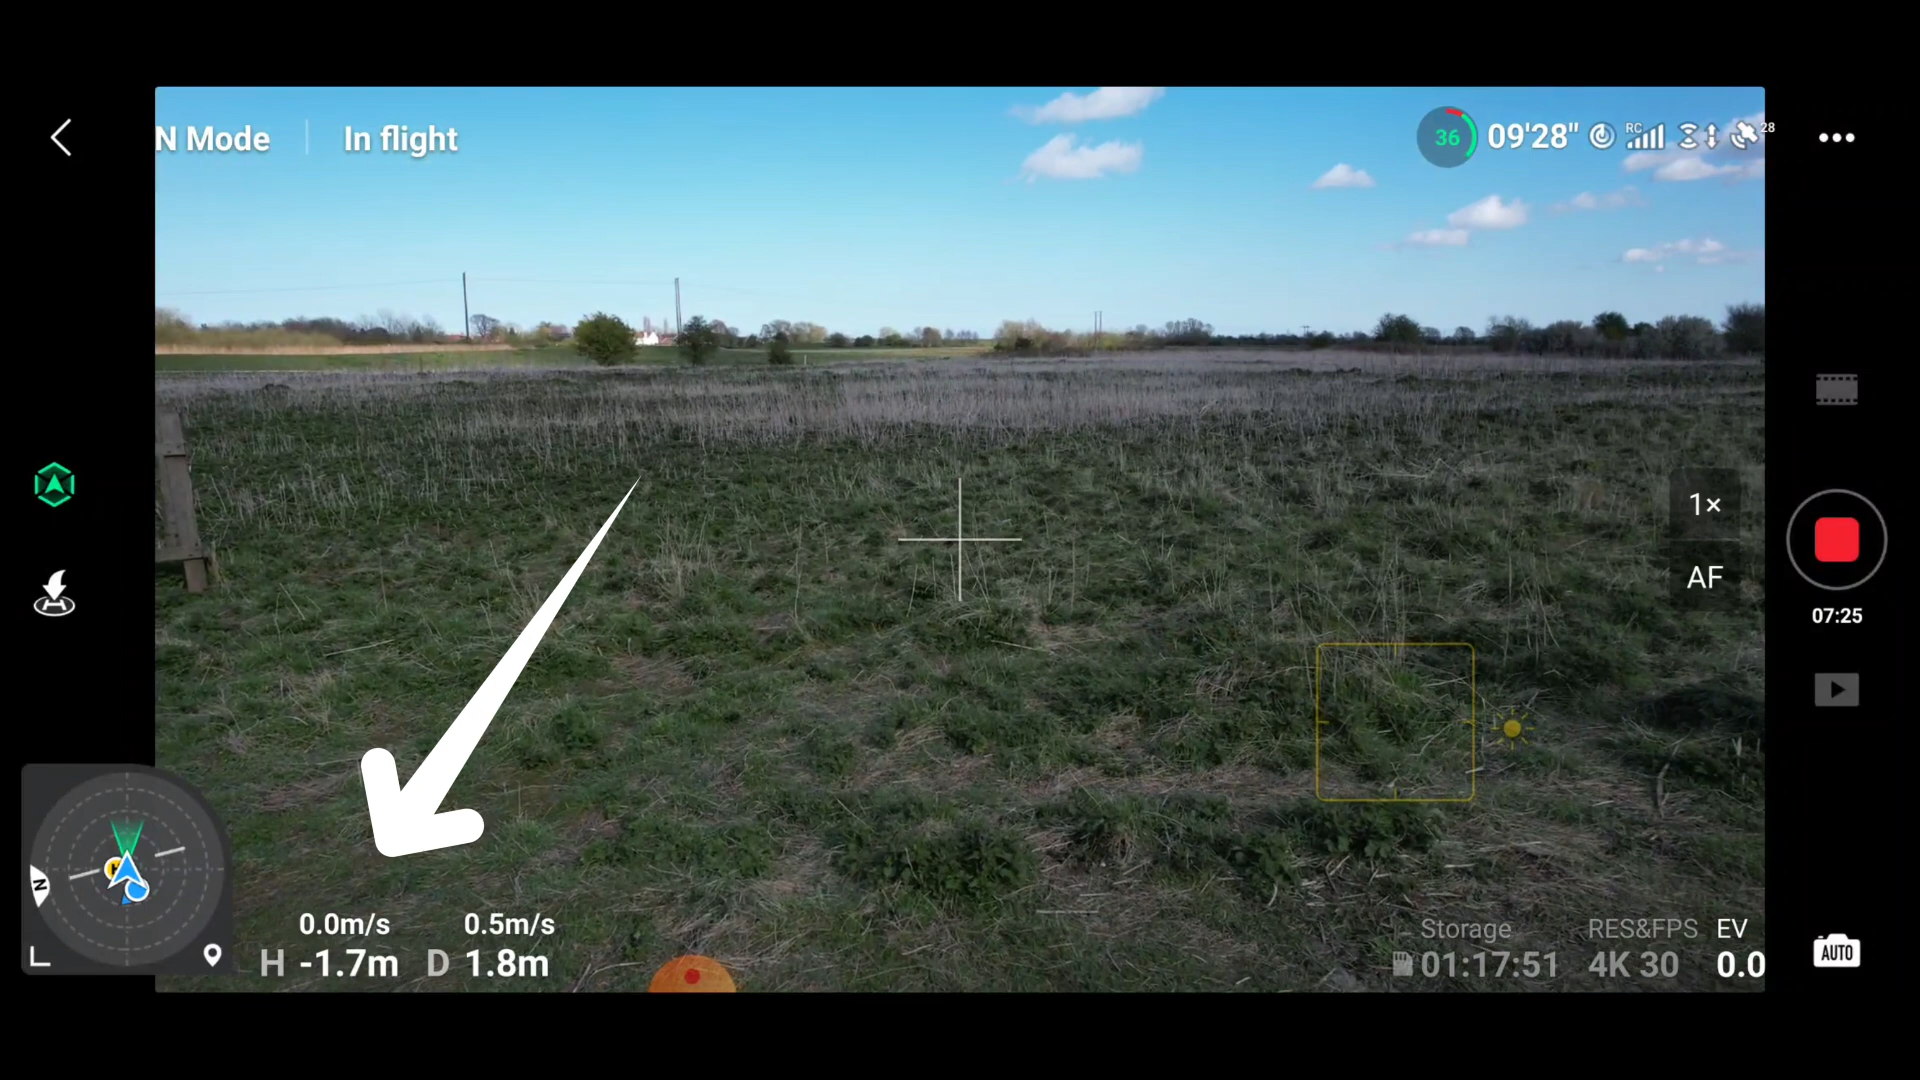 N Mode | In flight
36 09'28" RC 28
1×
AF
07:25
N
L
0.0m/s 0.5m/s
H -1.7m D 1.8m
Storage RES&FPS EV
01:17:51 4K 30 0.0
AUTO